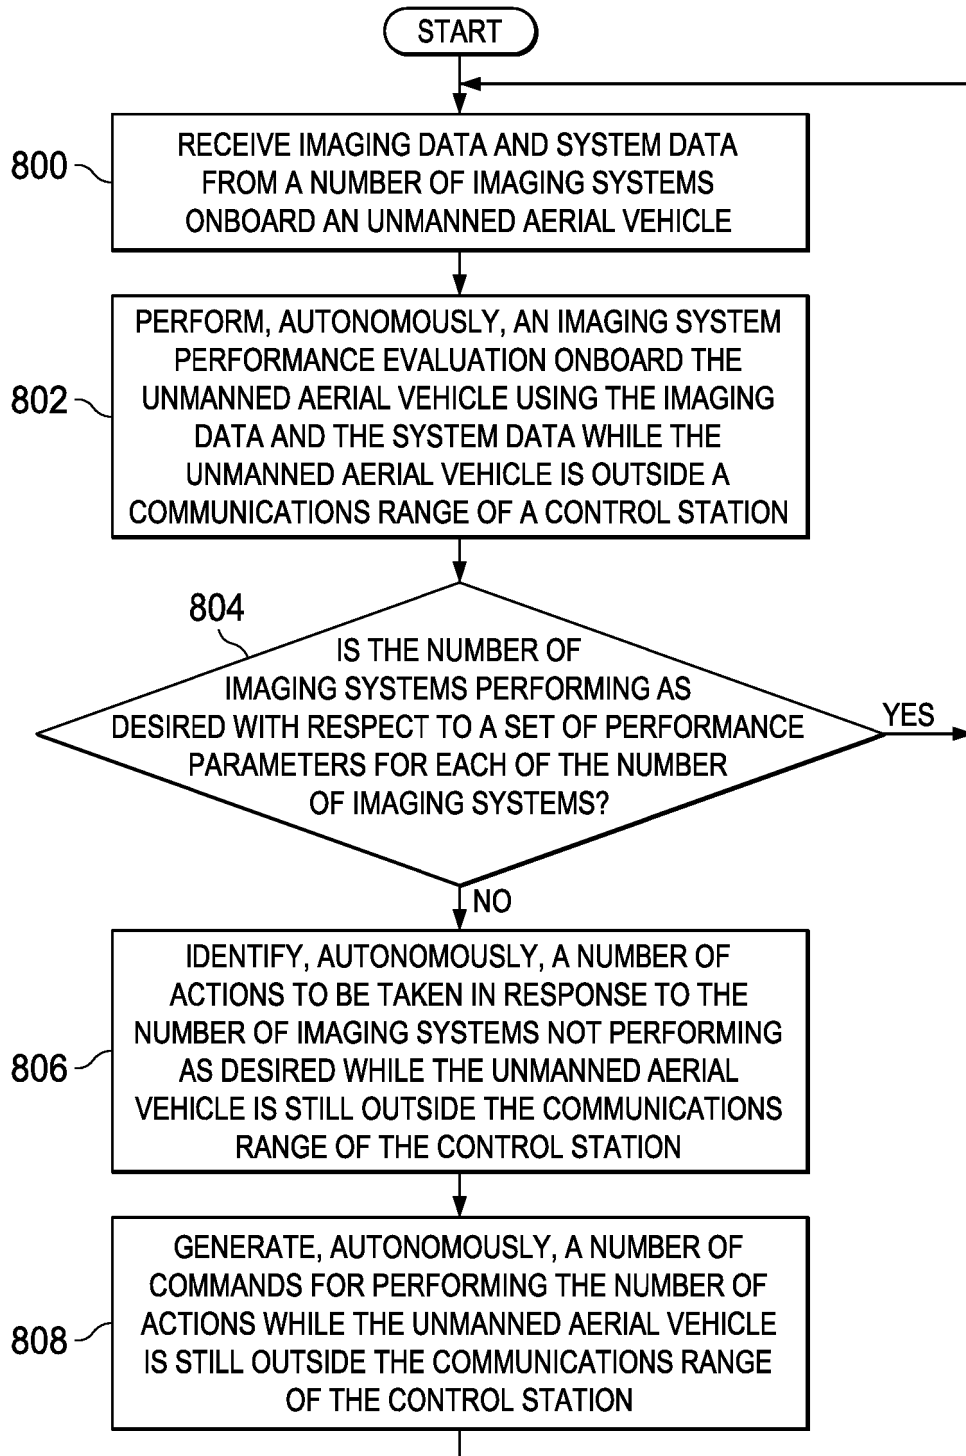 START
800
RECEIVE IMAGING DATA AND SYSTEM DATA
FROM A NUMBER OF IMAGING SYSTEMS
ONBOARD AN UNMANNED AERIAL VEHICLE
802
PERFORM, AUTONOMOUSLY, AN IMAGING SYSTEM
PERFORMANCE EVALUATION ONBOARD THE
UNMANNED AERIAL VEHICLE USING THE IMAGING
DATA AND THE SYSTEM DATA WHILE THE
UNMANNED AERIAL VEHICLE IS OUTSIDE A
COMMUNICATIONS RANGE OF A CONTROL STATION
804
IS THE NUMBER OF
IMAGING SYSTEMS PERFORMING AS
DESIRED WITH RESPECT TO A SET OF PERFORMANCE
PARAMETERS FOR EACH OF THE NUMBER
OF IMAGING SYSTEMS?
YES
NO
806
IDENTIFY, AUTONOMOUSLY, A NUMBER OF
ACTIONS TO BE TAKEN IN RESPONSE TO THE
NUMBER OF IMAGING SYSTEMS NOT PERFORMING
AS DESIRED WHILE THE UNMANNED AERIAL
VEHICLE IS STILL OUTSIDE THE COMMUNICATIONS
RANGE OF THE CONTROL STATION
808
GENERATE, AUTONOMOUSLY, A NUMBER OF
COMMANDS FOR PERFORMING THE NUMBER OF
ACTIONS WHILE THE UNMANNED AERIAL VEHICLE
IS STILL OUTSIDE THE COMMUNICATIONS RANGE
OF THE CONTROL STATION